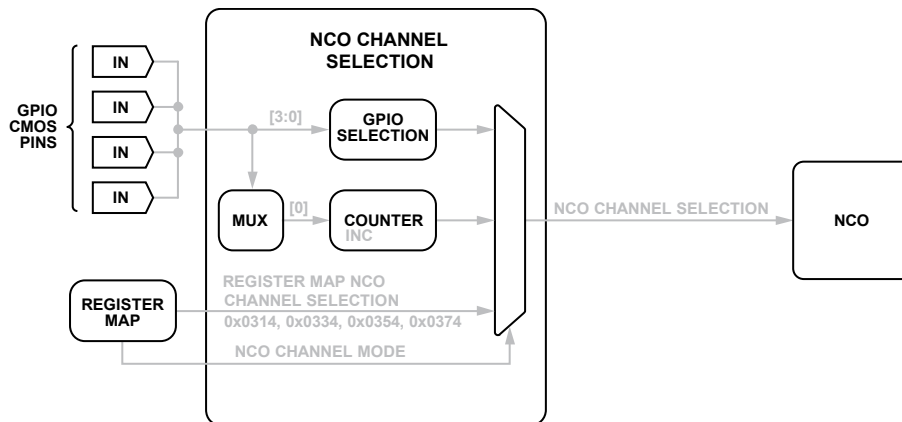 NCO CHANNEL
SELECTION
IN
IN
IN
IN
GPIO
CMOS
PINS
[3:0]
GPIO
SELECTION
MUX
[0]
COUNTER
INC
NCO CHANNEL SELECTION
NCO
REGISTER
MAP
REGISTER MAP NCO
CHANNEL SELECTION
0x0314, 0x0334, 0x0354, 0x0374
NCO CHANNEL MODE